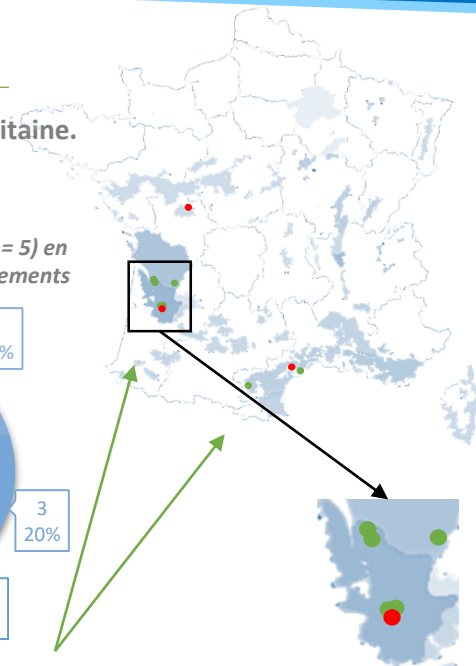 itaine.
= 5) en
ements
%
3
20%